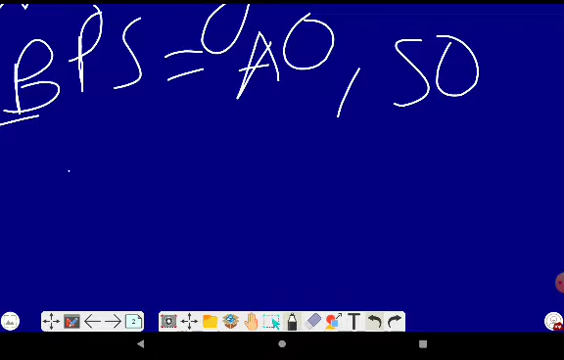 BPS = AO, SO